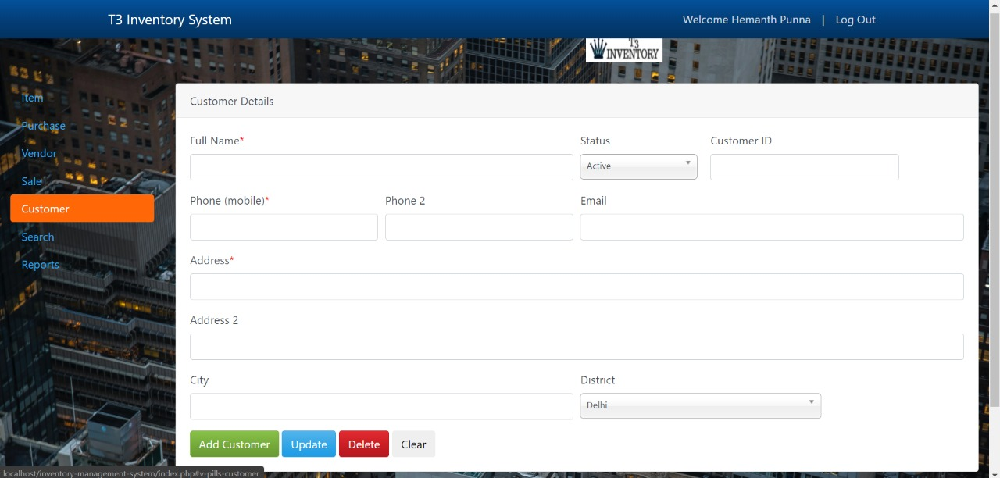 T3 Inventory System
Welcome Hemanth Punna | Log Out
T3
INVENTORY
Item
Purchase
Vendor
Sale
Customer
Search
Reports
Customer Details
Full Name*
Status
Customer ID
Active
Phone (mobile)*
Phone 2
Email
Address*
Address 2
City
District
Delhi
Add Customer
Update
Delete
Clear
localhost/inventory-management-system/index.php#v-pills-customer